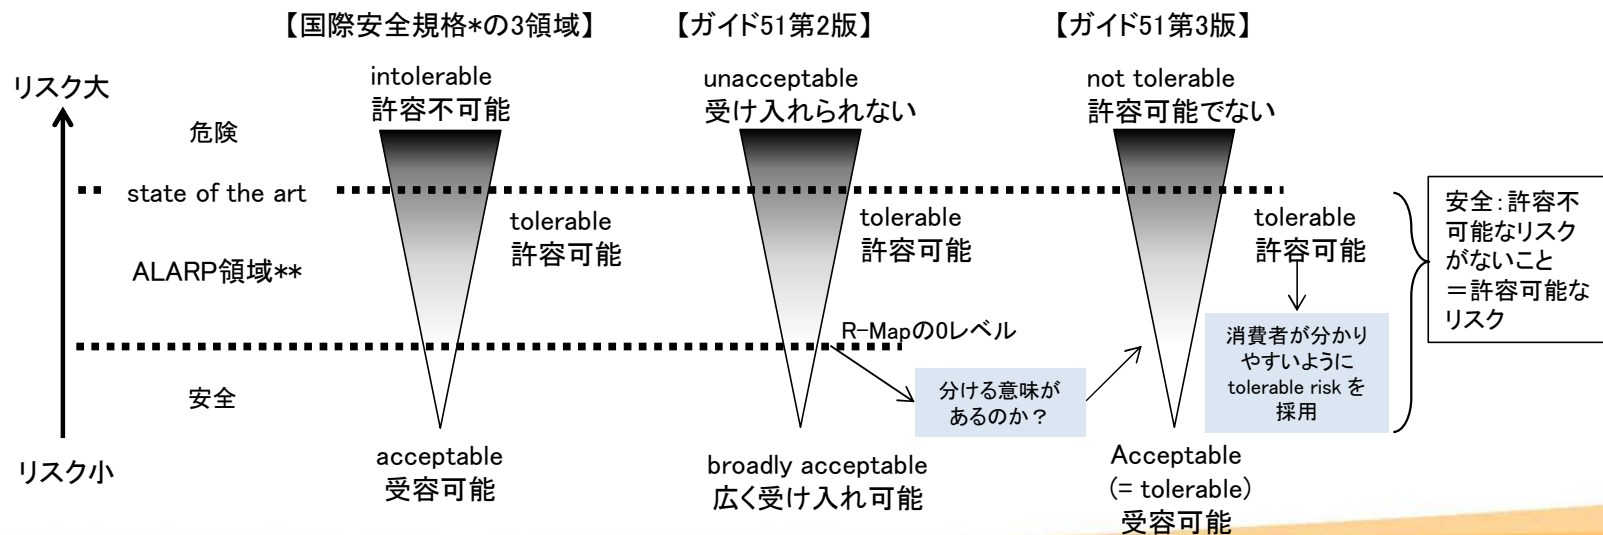 【国際安全規格*の3領域】
【ガイド51第2版】
【ガイド51第3版】
リスク大
危険
state of the art
ALARP領域**
安全
リスク小
intolerable
許容不可能
tolerable
許容可能
acceptable
受容可能
unacceptable
受け入れられない
tolerable
許容可能
R-Mapの0レベル
分ける意味が
あるのか？
broadly acceptable
広く受け入れ可能
not tolerable
許容可能でない
tolerable
許容可能
消費者が分かり
やすいように
tolerable risk を
採用
Acceptable
(= tolerable)
受容可能
安全：許容不
可能なリスク
がないこと
＝許容可能な
リスク